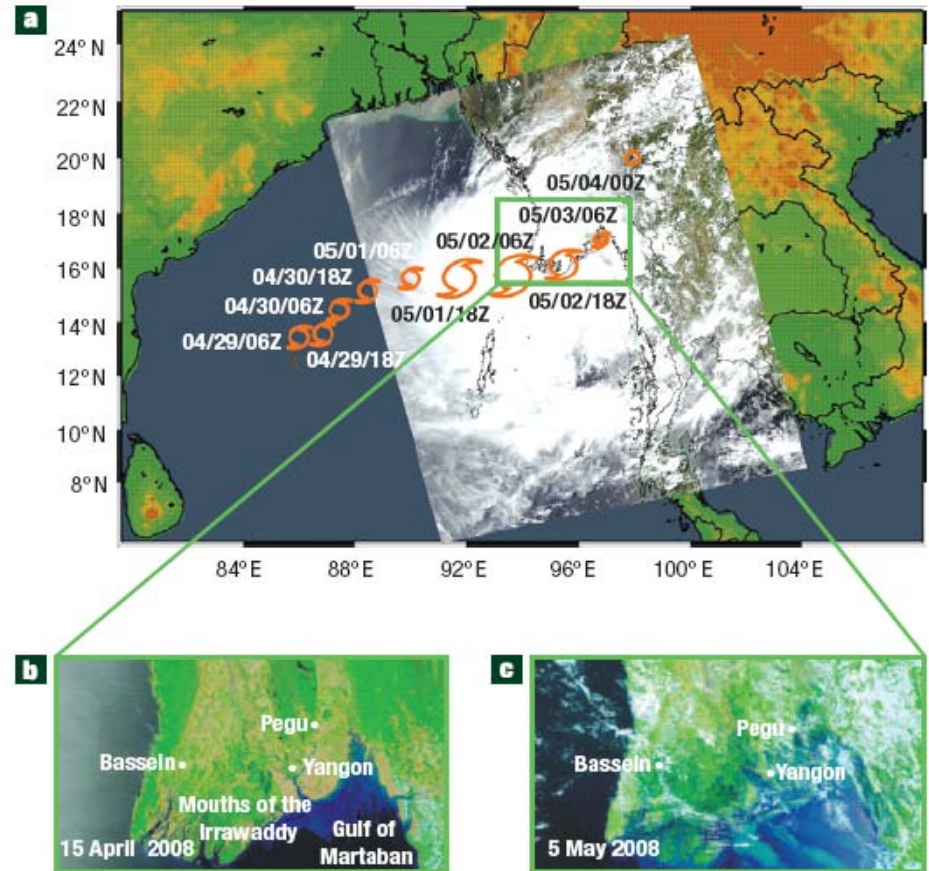 a
24° N
22° N
20° N
18° N
16° N
14° N
12° N
10° N
8° N
05/04/00Z
05/03/06Z
05/02/06Z
05/01/06Z
04/30/18Z
04/30/06Z
04/29/06Z
04/29/18Z
05/01/18Z
05/02/18Z
84° E
88° E
92° E
96° E
100° E
104° E
b
Pegu
Bassein
Yangon
Mouths of the
Irrawaddy
Gulf of
Martaban
15 April 2008
c
Pegu
Bassein
Yangon
5 May 2008